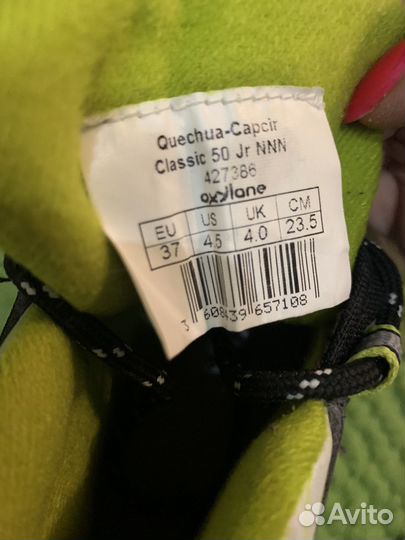 Quechua-Capcir
Classic 50 Jr NNN
427386
oxylane
EU US UK CM
37 4.5 4.0 23.5
3 608439 657108
Avito